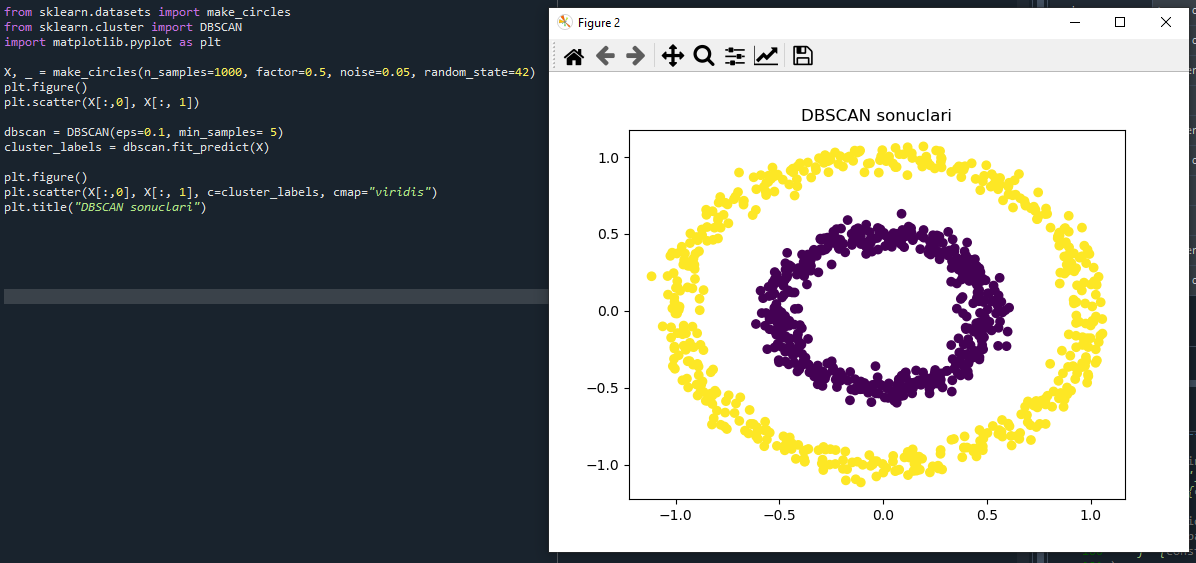 from sklearn.datasets import make_circles
from sklearn.cluster import DBSCAN
import matplotlib.pyplot as plt
X, _ = make_circles(n_samples=1000, factor=0.5, noise=0.05, random_state=42)
plt.figure()
plt.scatter(X[:,0], X[:, 1])
dbscan = DBSCAN(eps=0.1, min_samples= 5)
cluster_labels = dbscan.fit_predict(X)
plt.figure()
plt.scatter(X[:,0], X[:, 1], c=cluster_labels, cmap="viridis")
plt.title("DBSCAN sonuclari")
Figure 2
DBSCAN sonuclari
1.0
0.5
0.0
−0.5
−1.0
−1.0 −0.5 0.0 0.5 1.0